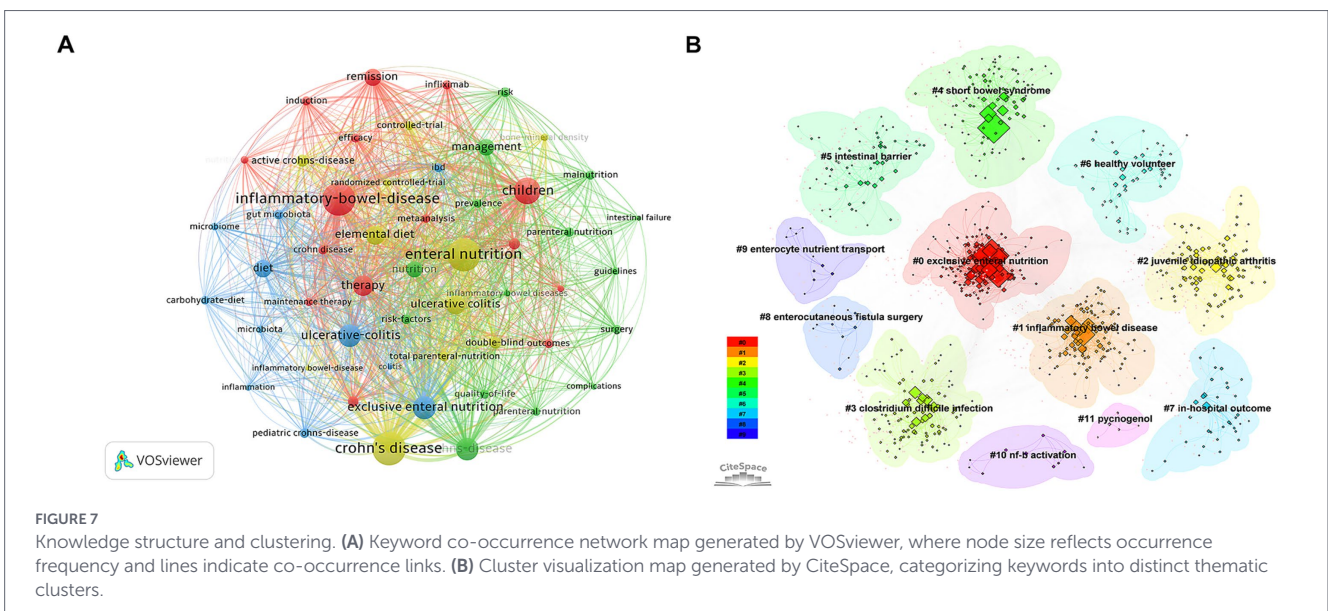 A
remission
infliximab
risk
induction
controlled-trial
efficacy
bone-mineral density
management
active crohns-disease
ibd
malnutrition
randomized controlled-trial
children
inflammatory-bowel-disease
prevalence
gut microbiota
metaanalysis
intestinal failure
microbiome
elemental diet
parenteral nutrition
crohn disease
enteral nutrition
diet
nutrition
guidelines
therapy
inflammatory bowel diseases
carbohydrate-diet
maintenance therapy
ulcerative colitis
risk-factors
surgery
microbiota
ulcerative-colitis
double-blind
outcomes
total parenteral-nutrition
inflammatory bowel-disease
colitis
inflammation
quality-of-life
complications
exclusive enteral nutrition
parenteral-nutrition
pediatric crohns-disease
crohn's disease
hns-disease
VOSviewer
B
#4 short bowel syndrome
#5 intestinal barrier
#6 healthy volunteer
#9 enterocyte nutrient transport
#0 exclusive enteral nutrition
#2 juvenile idiopathic arthritis
#8 enterocutaneous fistula surgery
#1 inflammatory bowel disease
#0
#1
#2
#3
#4
#5
#6
#7
#8
#3 clostridium difficile infection
#7 in-hospital outcome
#11 pycnogenol
#10 nf-b activation
CiteSpace
FIGURE 7
Knowledge structure and clustering. (A) Keyword co-occurrence network map generated by VOSviewer, where node size reflects occurrence
frequency and lines indicate co-occurrence links. (B) Cluster visualization map generated by CiteSpace, categorizing keywords into distinct thematic
clusters.